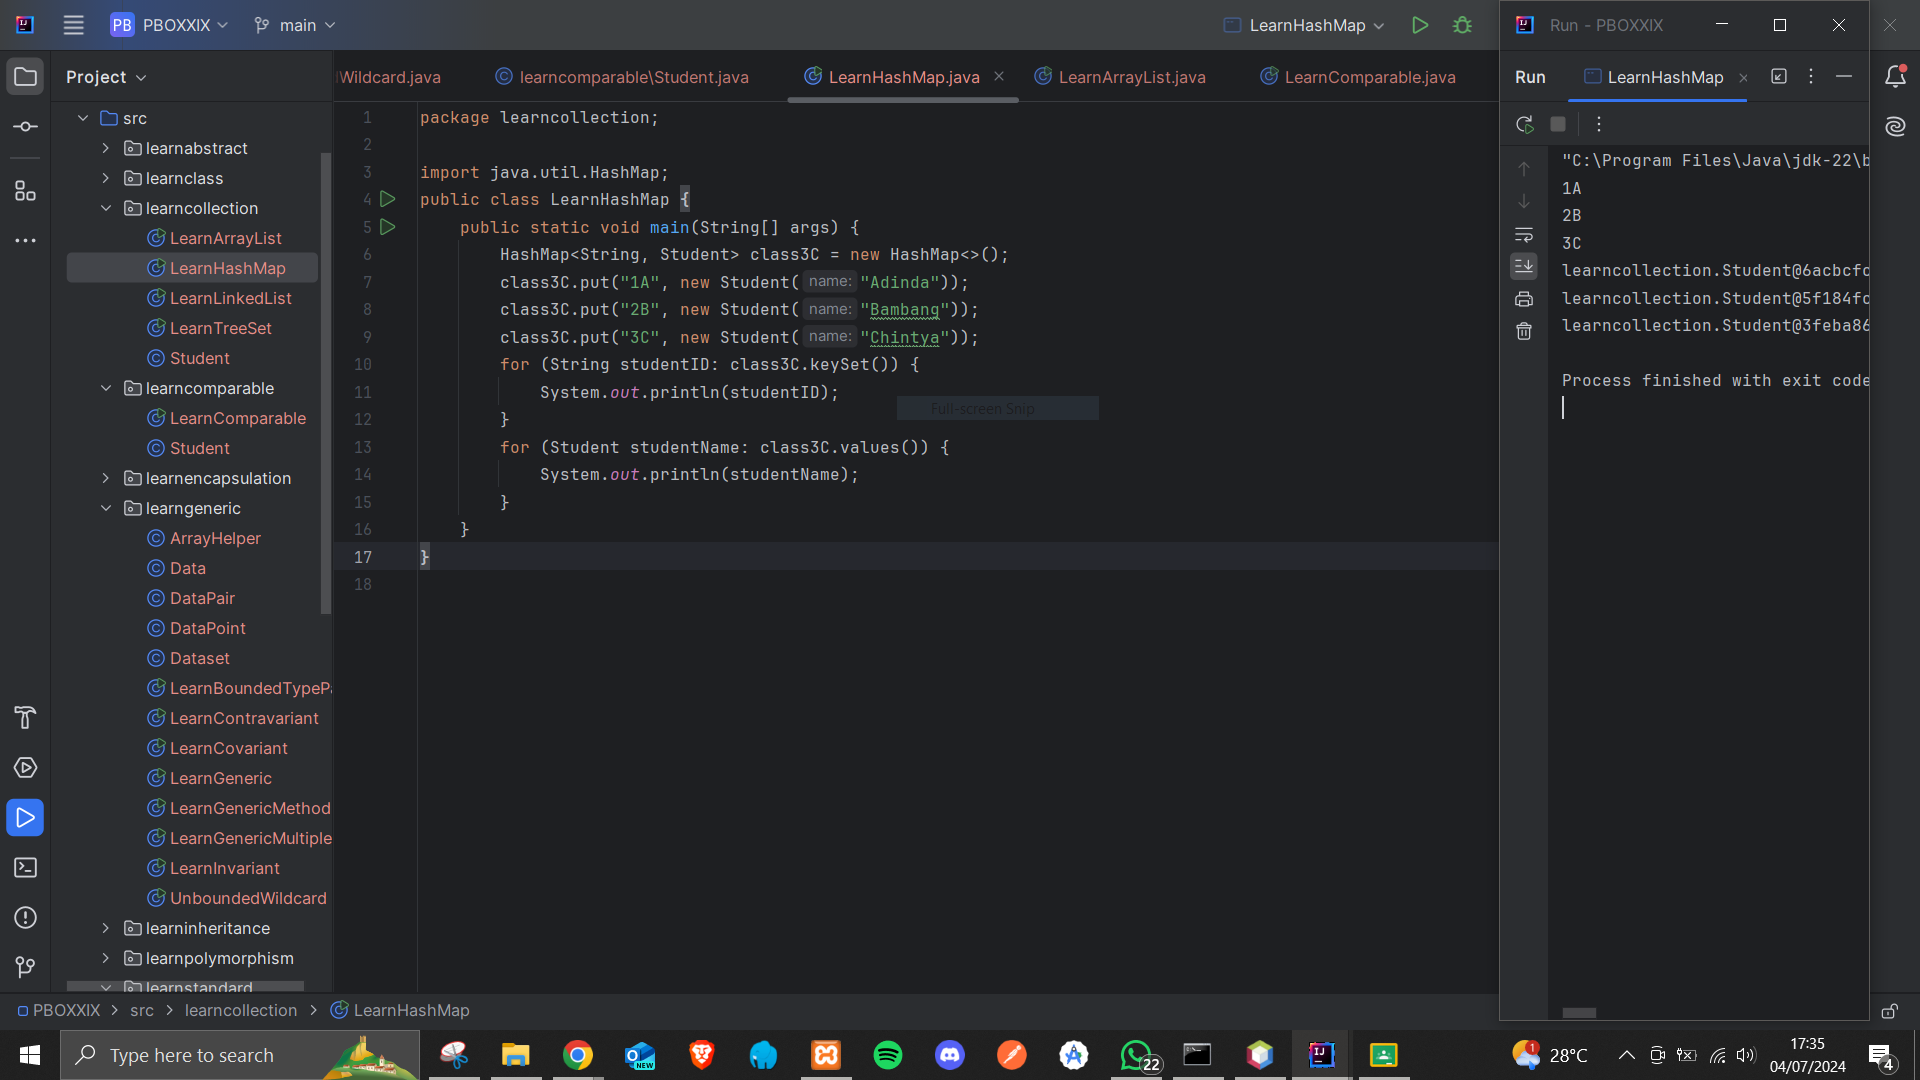 PB PBOXXIX main LearnHashMap
Project
Wildcard.java learncomparable\Student.java LearnHashMap.java LearnArrayList.java LearnComparable.java
src
learnabstract
learnclass
learncollection
LearnArrayList
LearnHashMap
LearnLinkedList
LearnTreeSet
Student
learncomparable
LearnComparable
Student
learnencapsulation
learngeneric
ArrayHelper
Data
DataPair
DataPoint
Dataset
LearnBoundedTypePa
LearnContravariant
LearnCovariant
LearnGeneric
LearnGenericMethod
LearnGenericMultiple
LearnInvariant
UnboundedWildcard
learninheritance
learnpolymorphism
learnstandard
1 package learncollection;
2
3 import java.util.HashMap;
4 public class LearnHashMap {
5 public static void main(String[] args) {
6 HashMap<String, Student> class3C = new HashMap<>();
7 class3C.put("1A", new Student( name: "Adinda"));
8 class3C.put("2B", new Student( name: "Bambang"));
9 class3C.put("3C", new Student( name: "Chintya"));
10 for (String studentID: class3C.keySet()) {
11 System.out.println(studentID);
12 }
13 for (Student studentName: class3C.values()) {
14 System.out.println(studentName);
15 }
16 }
17 }
18
Full-screen Snip
Run - PBOXXIX
Run LearnHashMap
"C:\Program Files\Java\jdk-22\b
1A
2B
3C
learncollection.Student@6acbcfc
learncollection.Student@5f184fc
learncollection.Student@3feba86
Process finished with exit code
PBOXXIX > src > learncollection > LearnHashMap
Type here to search
NEW
22
IJ
1
28°C
17:35
04/07/2024
4